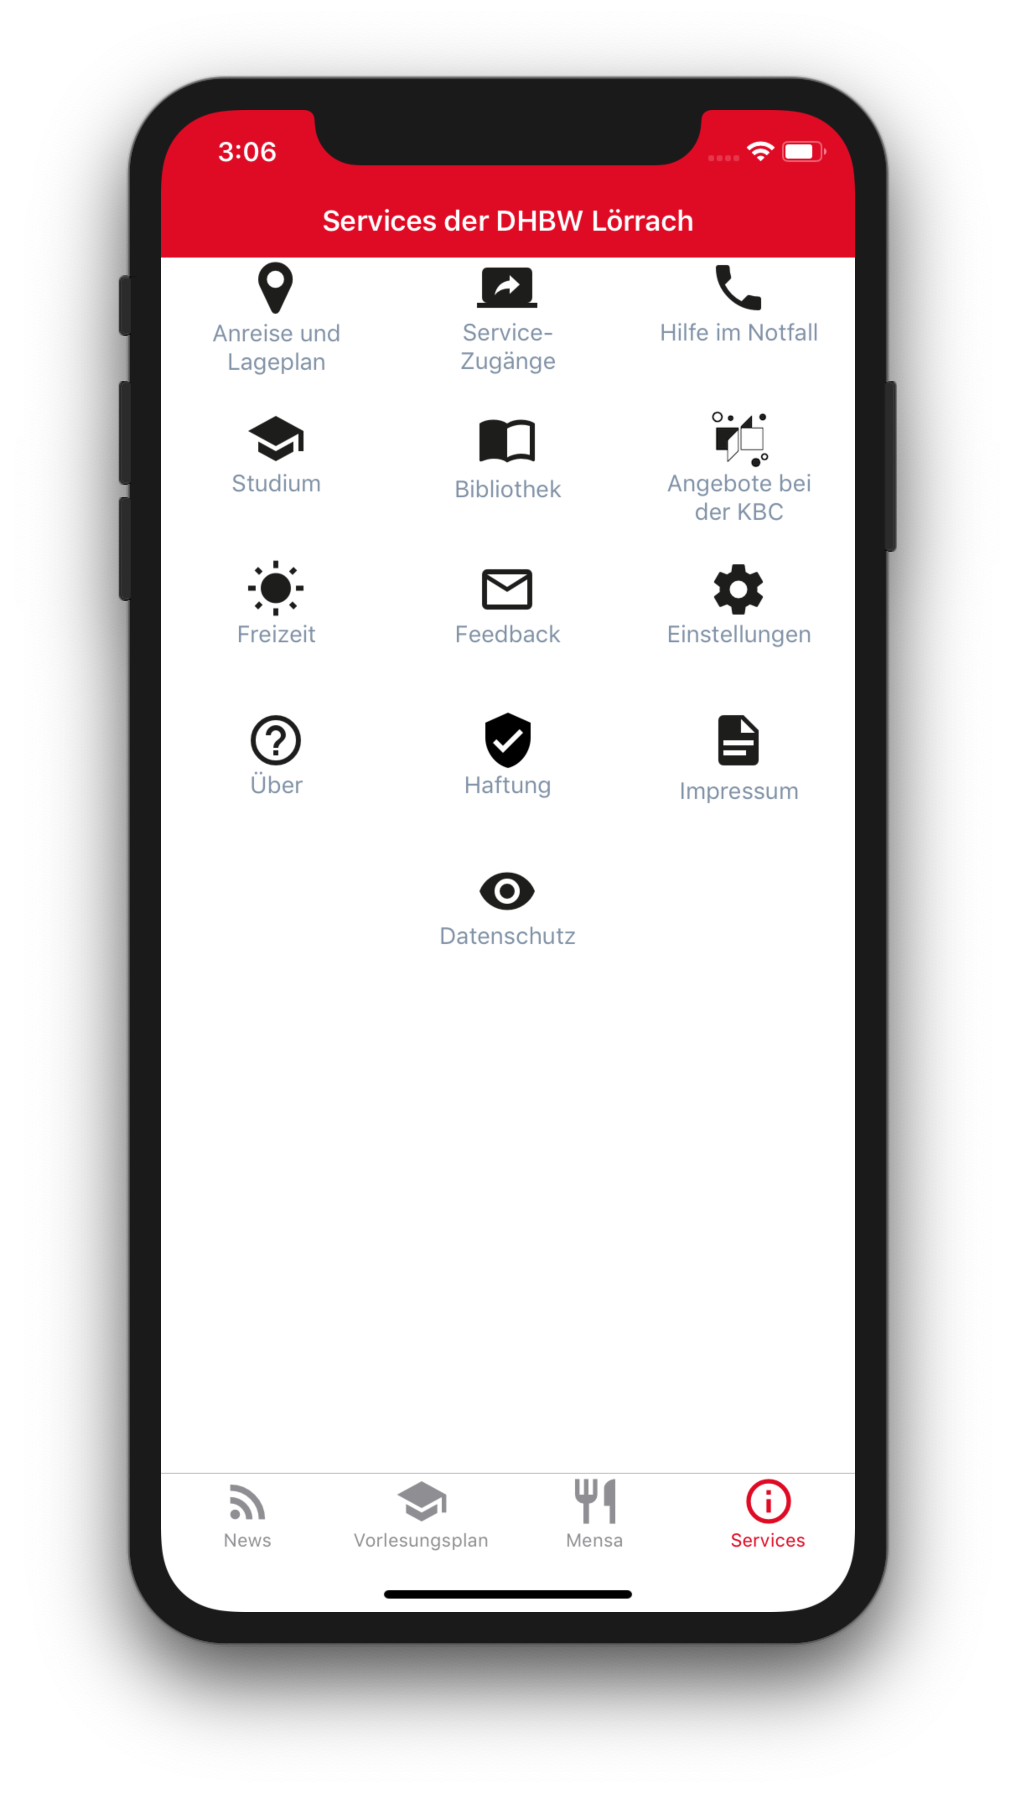 3:06
Services der DHBW Lörrach
Anreise und
Lageplan
Service-
Zugänge
Hilfe im Notfall
Studium
Bibliothek
Angebote bei
der KBC
Freizeit
Feedback
Einstellungen
Über
Haftung
Impressum
Datenschutz
News
Vorlesungsplan
Mensa
Services